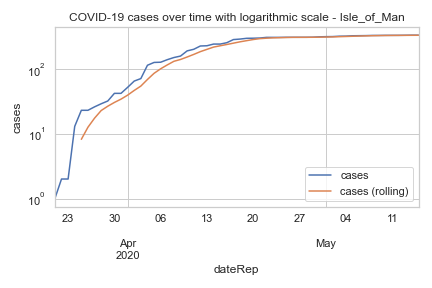 COVID-19 cases over time with logarithmic scale - Isle_of_Man
cases
10²
10¹
10⁰
cases
cases (rolling)
23 30 06 13 20 27 04 11
Apr May
2020
dateRep